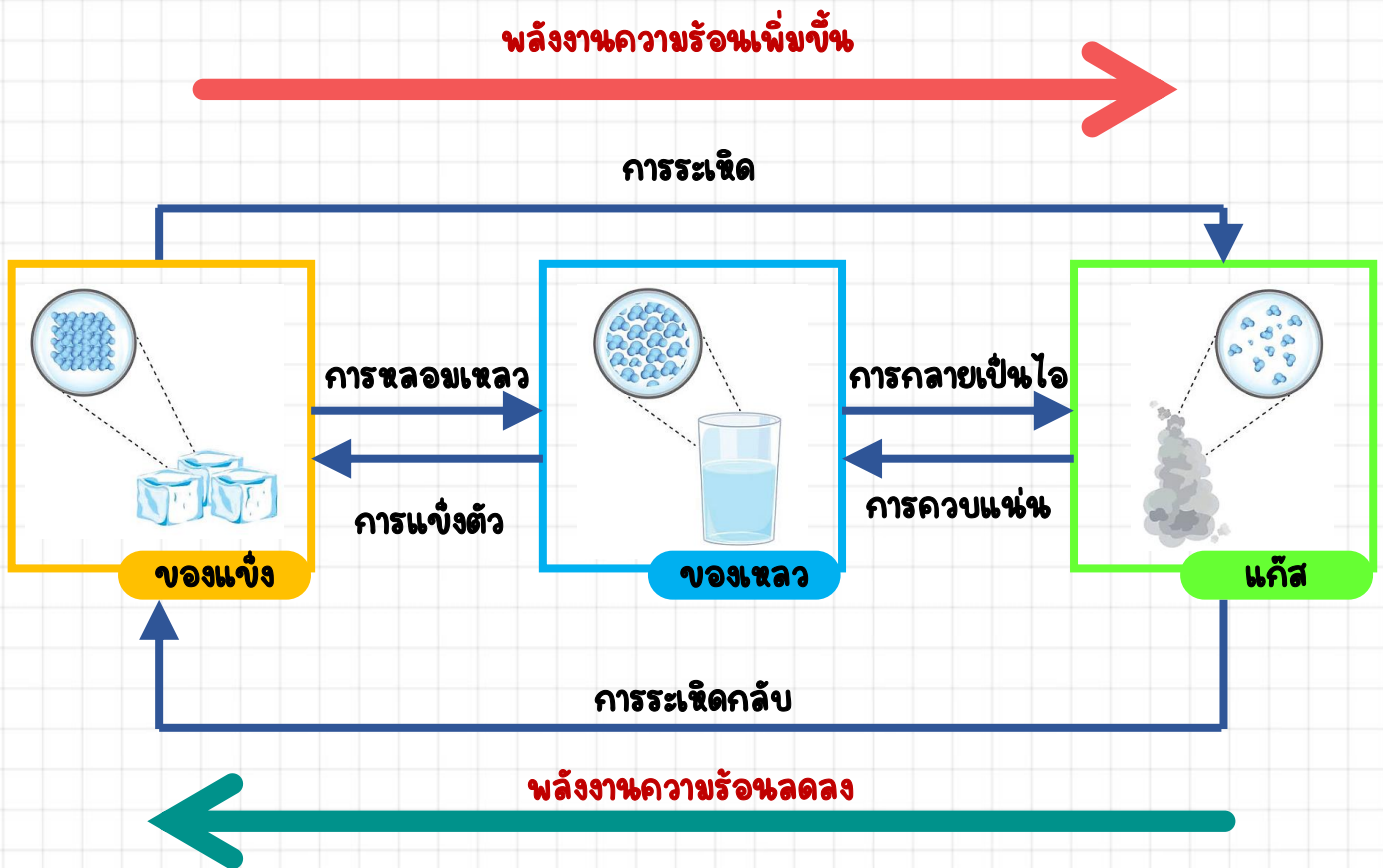 พลังงานความร้อนเพิ่มขึ้น
การระเหิด
การหลอมเหลว
การกลายเป็นไอ
การแข็งตัว
การควบแน่น
ของแข็ง
ของเหลว
แก๊ส
การระเหิดกลับ
พลังงานความร้อนลดลง